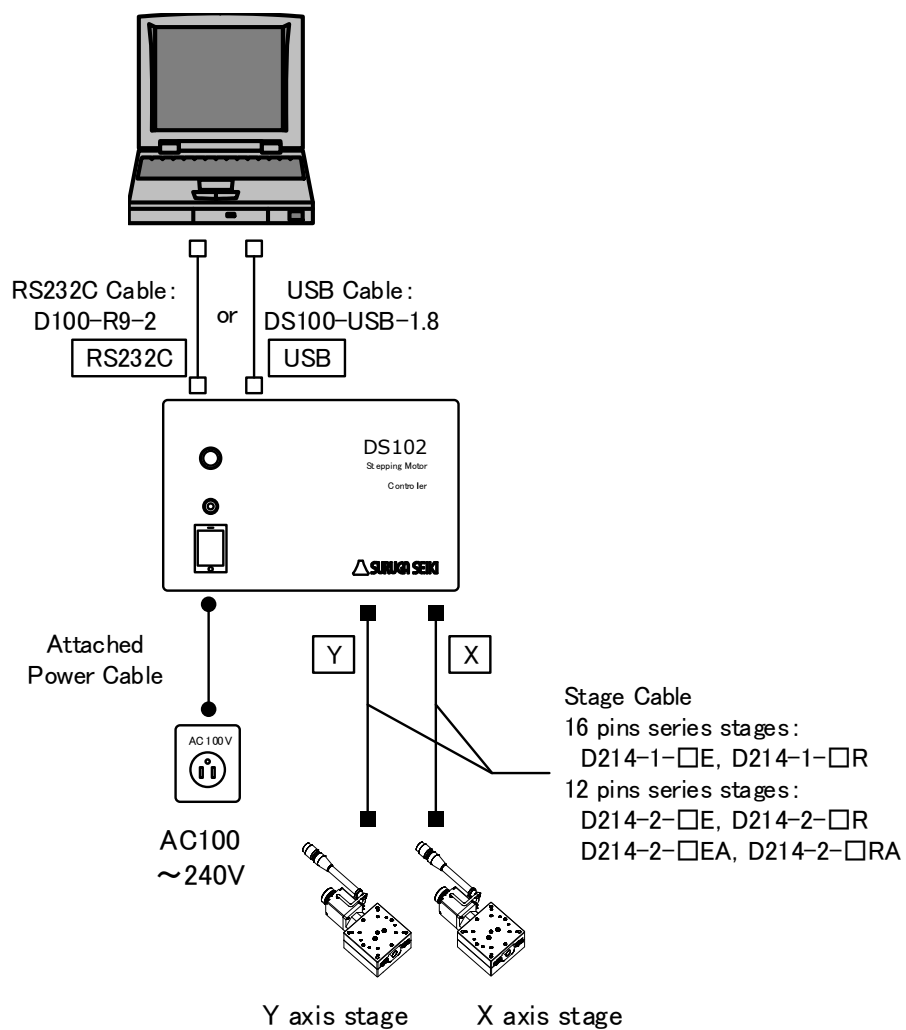 RS232C Cable:
D100-R9-2
or
USB Cable:
DS100-USB-1.8
RS232C
USB
DS102
Stepping Motor
Controller
SURUGA SEIKI
Attached
Power Cable
Y
X
Stage Cable
16 pins series stages:
D214-1-□E, D214-1-□R
12 pins series stages:
D214-2-□E, D214-2-□R
D214-2-□EA, D214-2-□RA
AC100V
AC100
～240V
Y axis stage
X axis stage